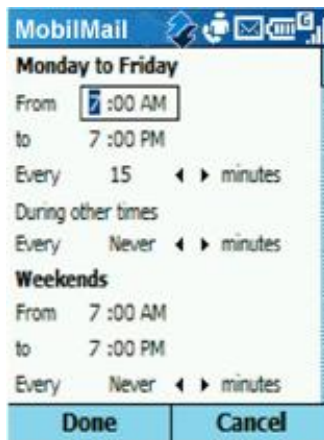 MobilMail
G
Monday to Friday
From 7 :00 AM
to 7 :00 PM
Every 15 minutes
During other times
Every Never minutes
Weekends
From 7 :00 AM
to 7 :00 PM
Every Never minutes
Done Cancel